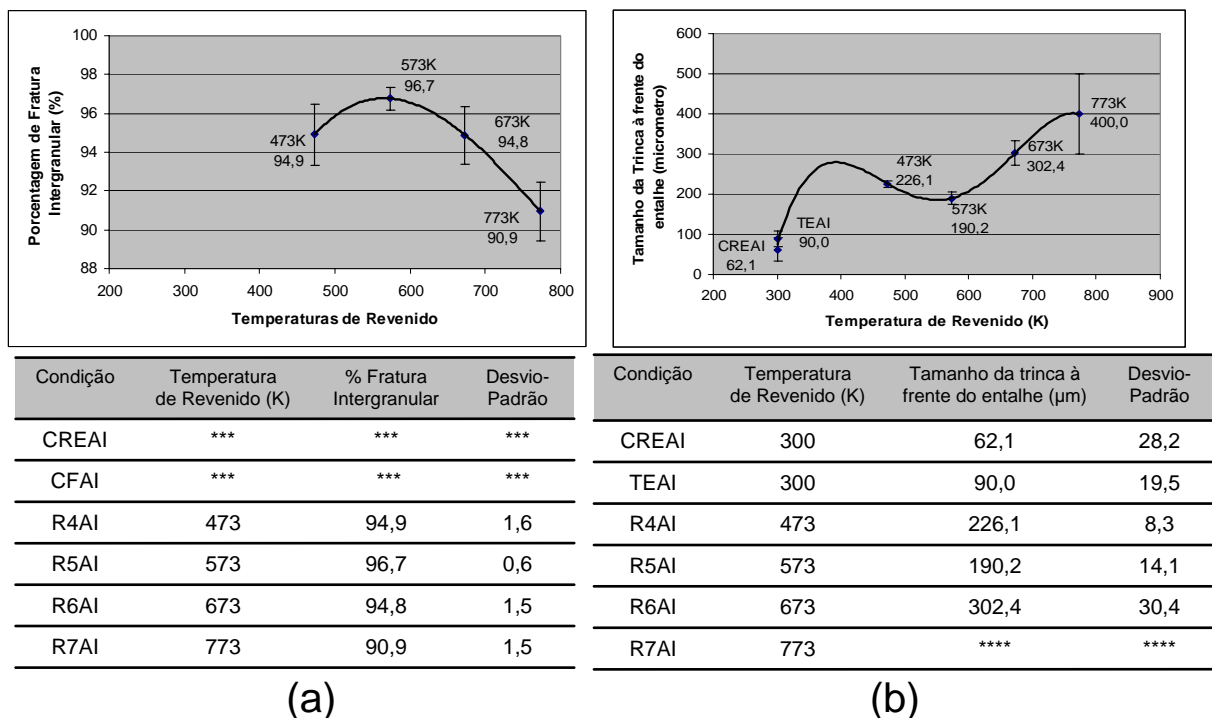 Porcentagem de Fratura
Intergranular (%)
100
98
96
94
92
90
88
573K
96,7
473K
94,9
673K
94,8
773K
90,9
200 300 400 500 600 700 800
Temperaturas de Revenido
Condição Temperatura de Revenido (K) % Fratura Intergranular Desvio-Padrão
CREAI *** *** ***
CFAI *** *** ***
R4AI 473 94,9 1,6
R5AI 573 96,7 0,6
R6AI 673 94,8 1,5
R7AI 773 90,9 1,5
(a)
Tamanho da Trinca à frente do
entalhe (micrometro)
600
500
400
300
200
100
0
CREAI
62,1
TEAI
90,0
473K
226,1
573K
190,2
673K
302,4
773K
400,0
200 300 400 500 600 700 800 900
Temperatura de Revenido (K)
Condição Temperatura de Revenido (K) Tamanho da trinca à frente do entalhe (µm) Desvio-Padrão
CREAI 300 62,1 28,2
TEAI 300 90,0 19,5
R4AI 473 226,1 8,3
R5AI 573 190,2 14,1
R6AI 673 302,4 30,4
R7AI 773 **** ****
(b)